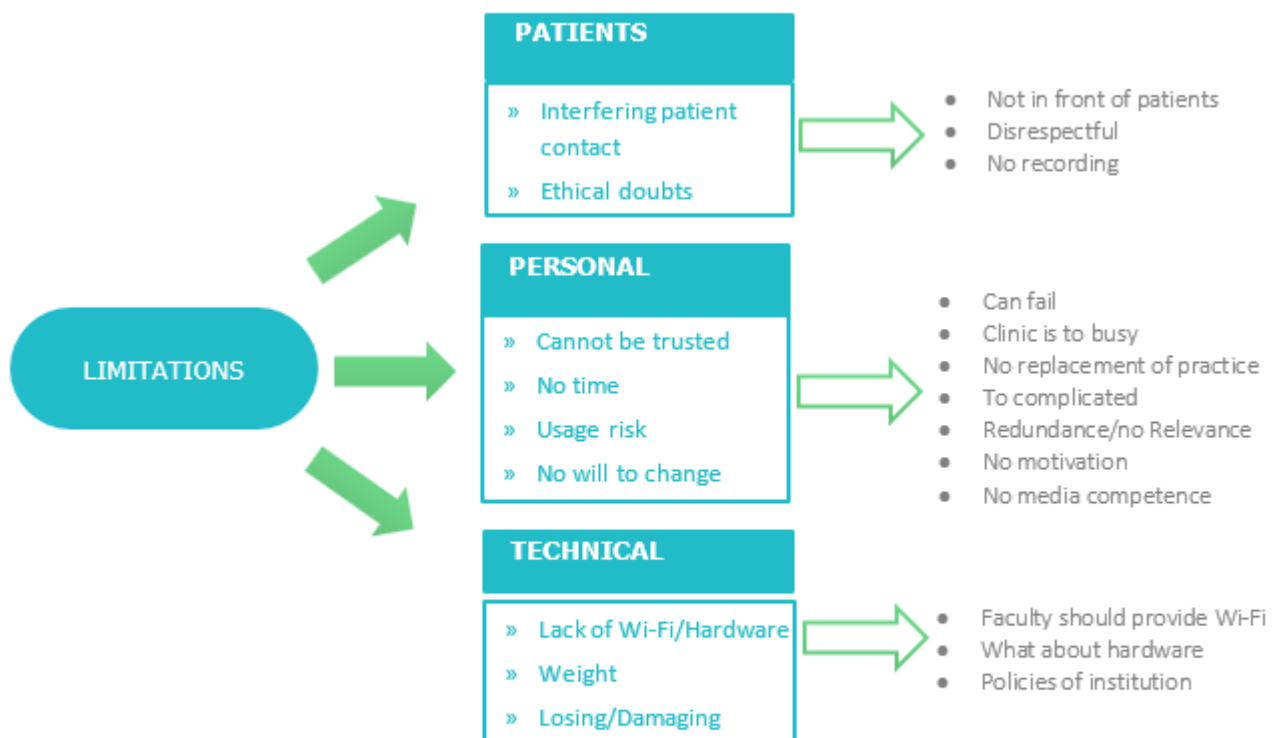 LIMITATIONS
PATIENTS
» Interfering patient
contact
» Ethical doubts
● Not in front of patients
● Disrespectful
● No recording
PERSONAL
» Cannot be trusted
» No time
» Usage risk
» No will to change
● Can fail
● Clinic is to busy
● No replacement of practice
● To complicated
● Redundance/no Relevance
● No motivation
● No media competence
TECHNICAL
» Lack of Wi-Fi/Hardware
» Weight
» Losing/Damaging
● Faculty should provide Wi-Fi
● What about hardware
● Policies of institution